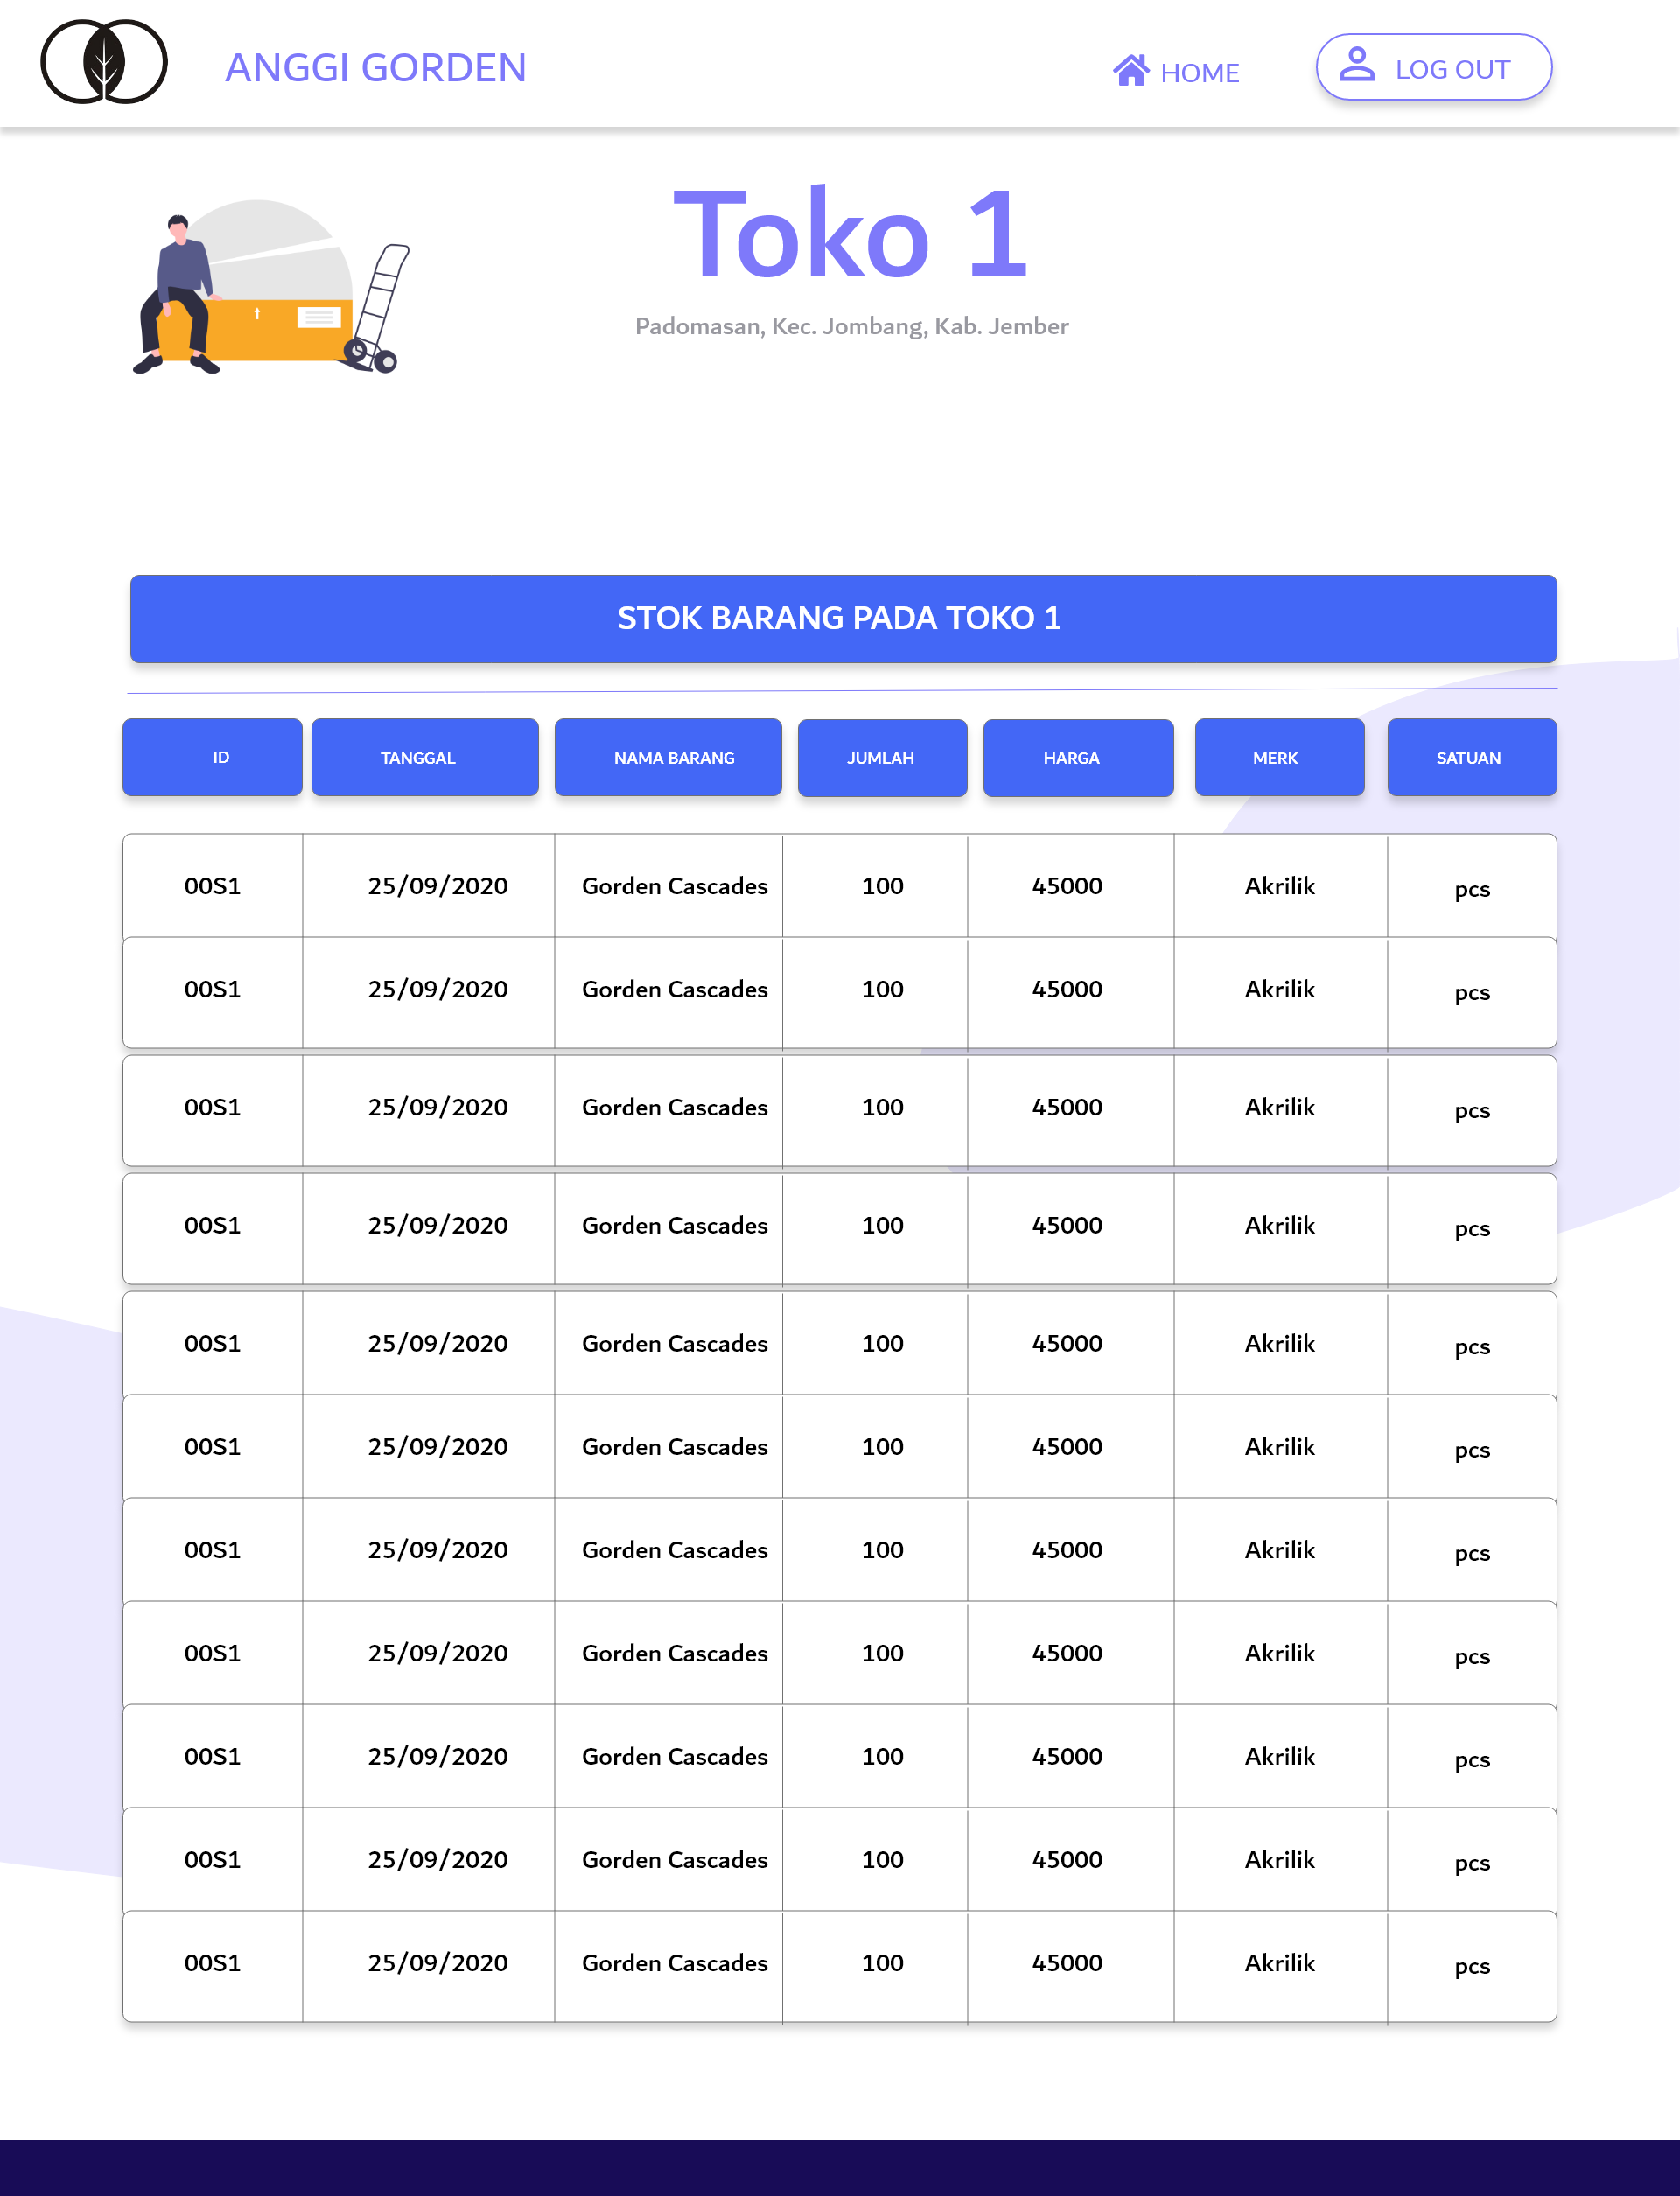 ANGGI GORDEN
HOME
LOG OUT
Toko 1
Padomasan, Kec. Jombang, Kab. Jember
STOK BARANG PADA TOKO 1
ID TANGGAL NAMA BARANG JUMLAH HARGA MERK SATUAN
00S1 25/09/2020 Gorden Cascades 100 45000 Akrilik pcs
00S1 25/09/2020 Gorden Cascades 100 45000 Akrilik pcs
00S1 25/09/2020 Gorden Cascades 100 45000 Akrilik pcs
00S1 25/09/2020 Gorden Cascades 100 45000 Akrilik pcs
00S1 25/09/2020 Gorden Cascades 100 45000 Akrilik pcs
00S1 25/09/2020 Gorden Cascades 100 45000 Akrilik pcs
00S1 25/09/2020 Gorden Cascades 100 45000 Akrilik pcs
00S1 25/09/2020 Gorden Cascades 100 45000 Akrilik pcs
00S1 25/09/2020 Gorden Cascades 100 45000 Akrilik pcs
00S1 25/09/2020 Gorden Cascades 100 45000 Akrilik pcs
00S1 25/09/2020 Gorden Cascades 100 45000 Akrilik pcs